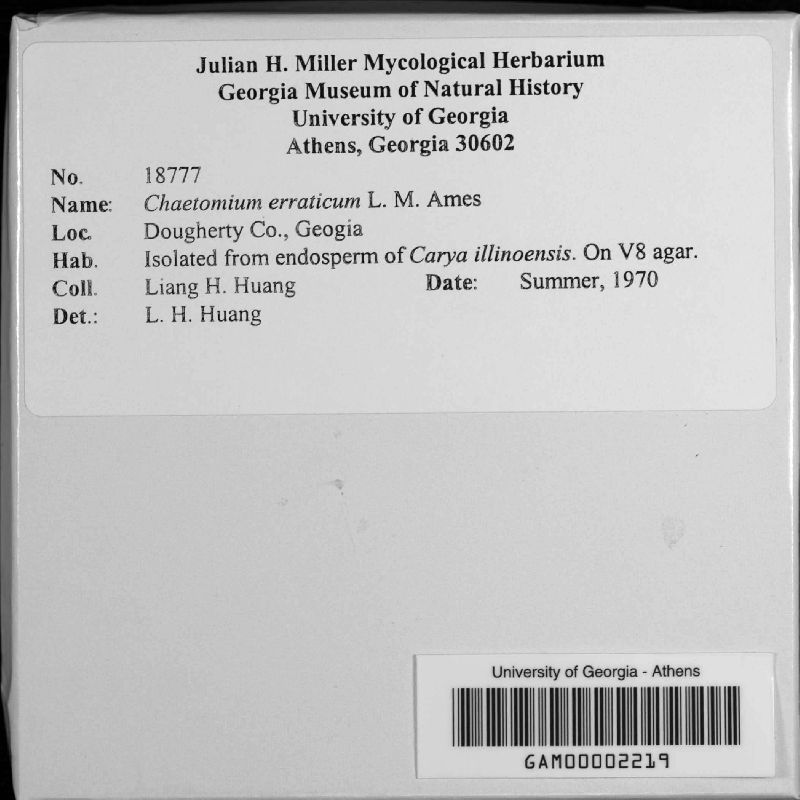 Julian H. Miller Mycological Herbarium
Georgia Museum of Natural History
University of Georgia
Athens, Georgia 30602
No. 18777
Name: Chaetomium erraticum L. M. Ames
Loc. Dougherty Co., Geogia
Hab. Isolated from endosperm of Carya illinoensis. On V8 agar.
Coll. Liang H. Huang Date: Summer, 1970
Det.: L. H. Huang
University of Georgia - Athens
GAM00002219